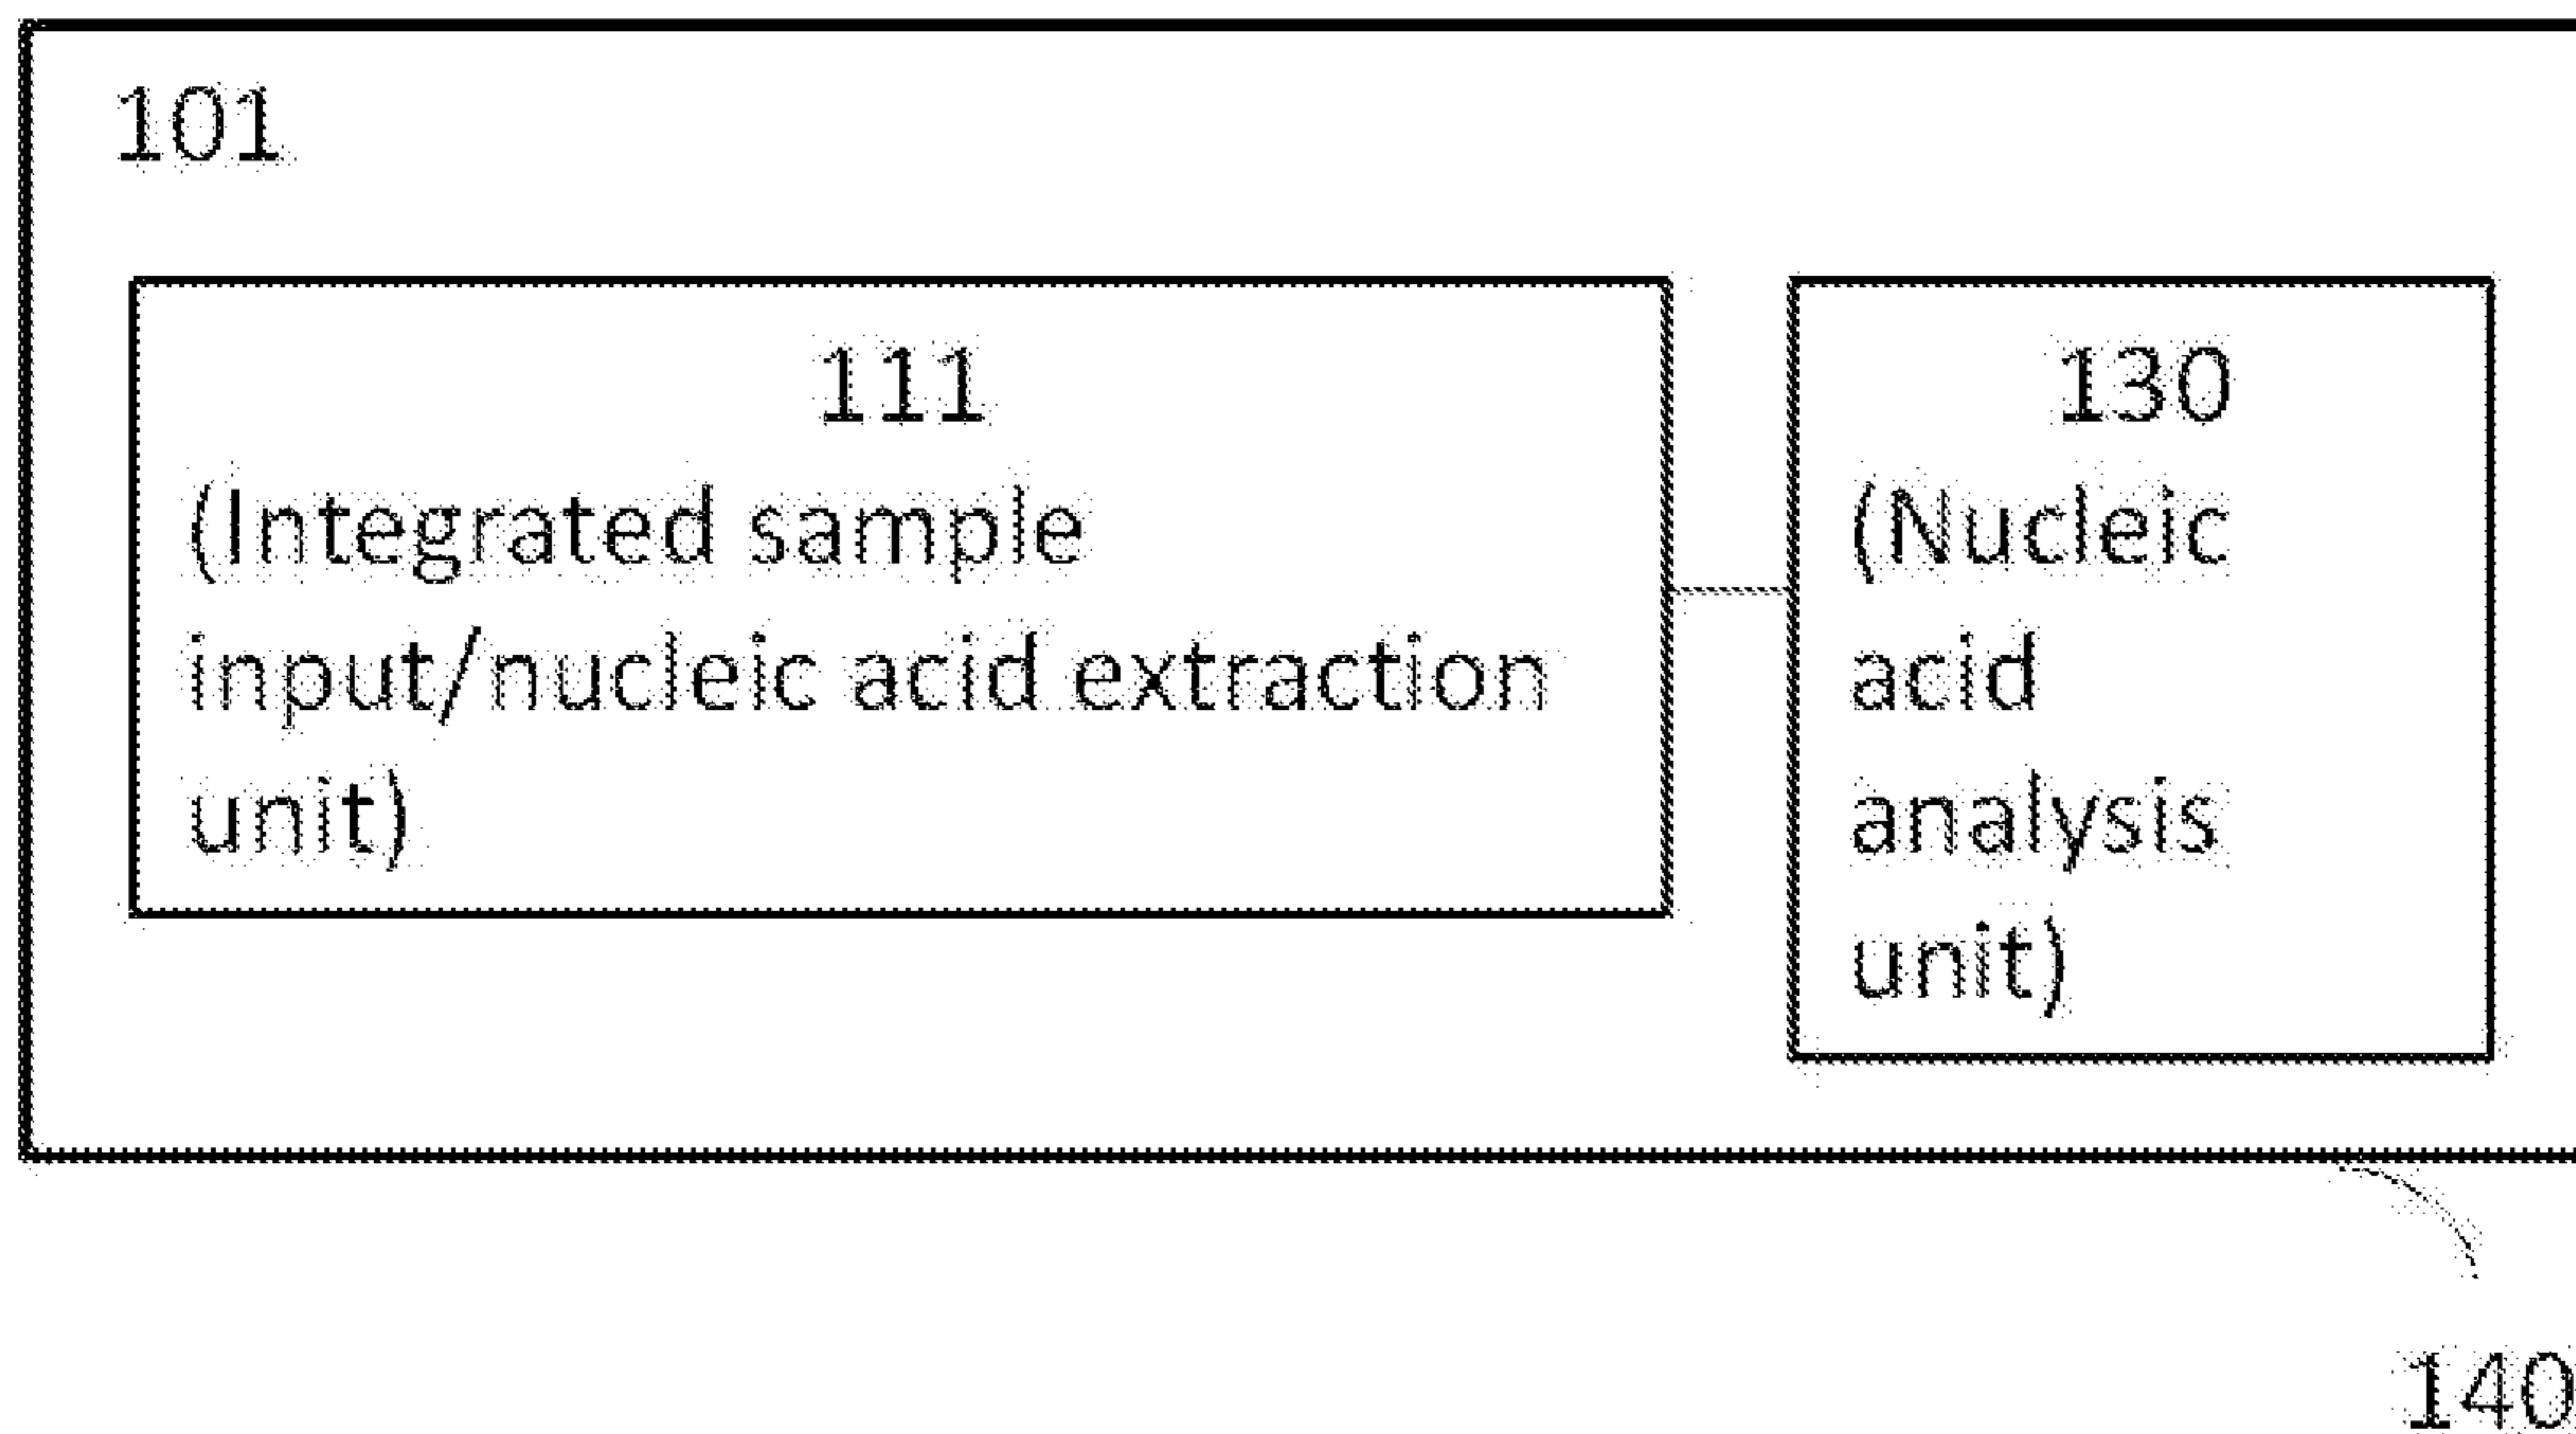 101
111
(Integrated sample
input/nucleic acid extraction
unit)
130
(Nucleic
acid
analysis
unit)
140